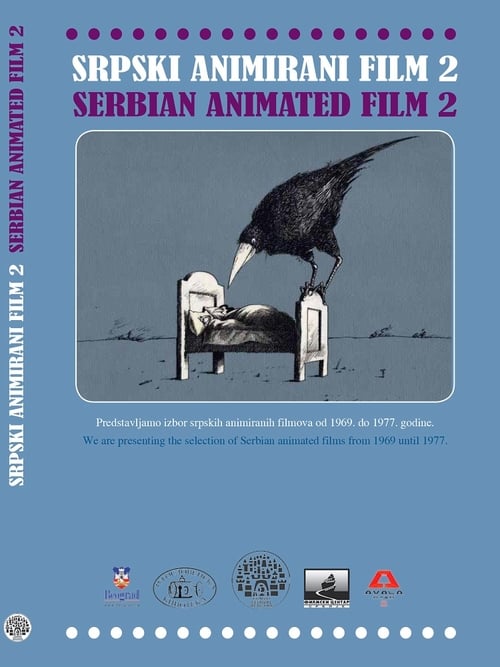 SRPSKI ANIMIRANI FILM 2
SERBIAN ANIMATED FILM 2
SRPSKI ANIMIRANI FILM 2 SERBIAN ANIMATED FILM 2
Predstavljamo izbor srpskih animiranih filmova od 1969. do 1977. godine.
We are presenting the selection of Serbian animated films from 1969 until 1977.
Beograd